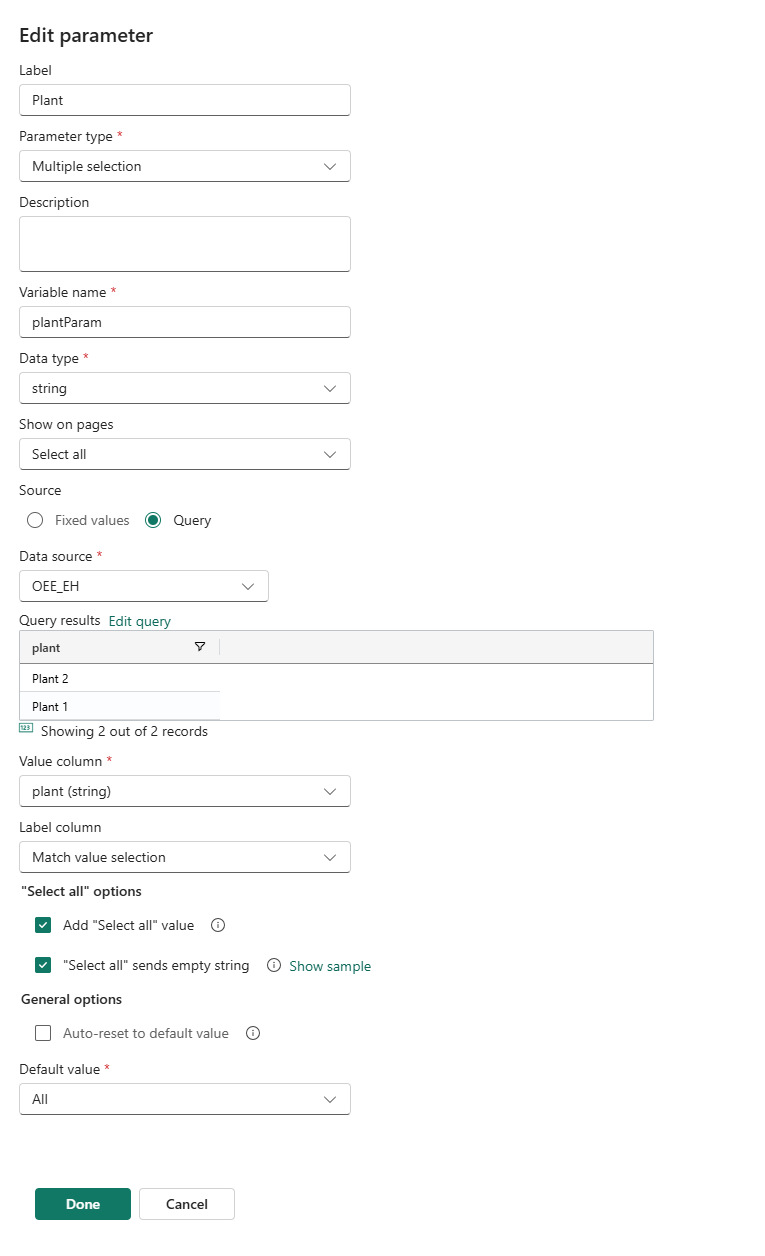 Edit parameter
Label
Plant
Parameter type *
Multiple selection
Description
Variable name *
plantParam
Data type *
string
Show on pages
Select all
Source
Fixed values Query
Data source *
OEE_EH
Query results Edit query
plant
Plant 2
Plant 1
123 Showing 2 out of 2 records
Value column *
plant (string)
Label column
Match value selection
"Select all" options
Add "Select all" value
"Select all" sends empty string Show sample
General options
Auto-reset to default value
Default value *
All
Done Cancel